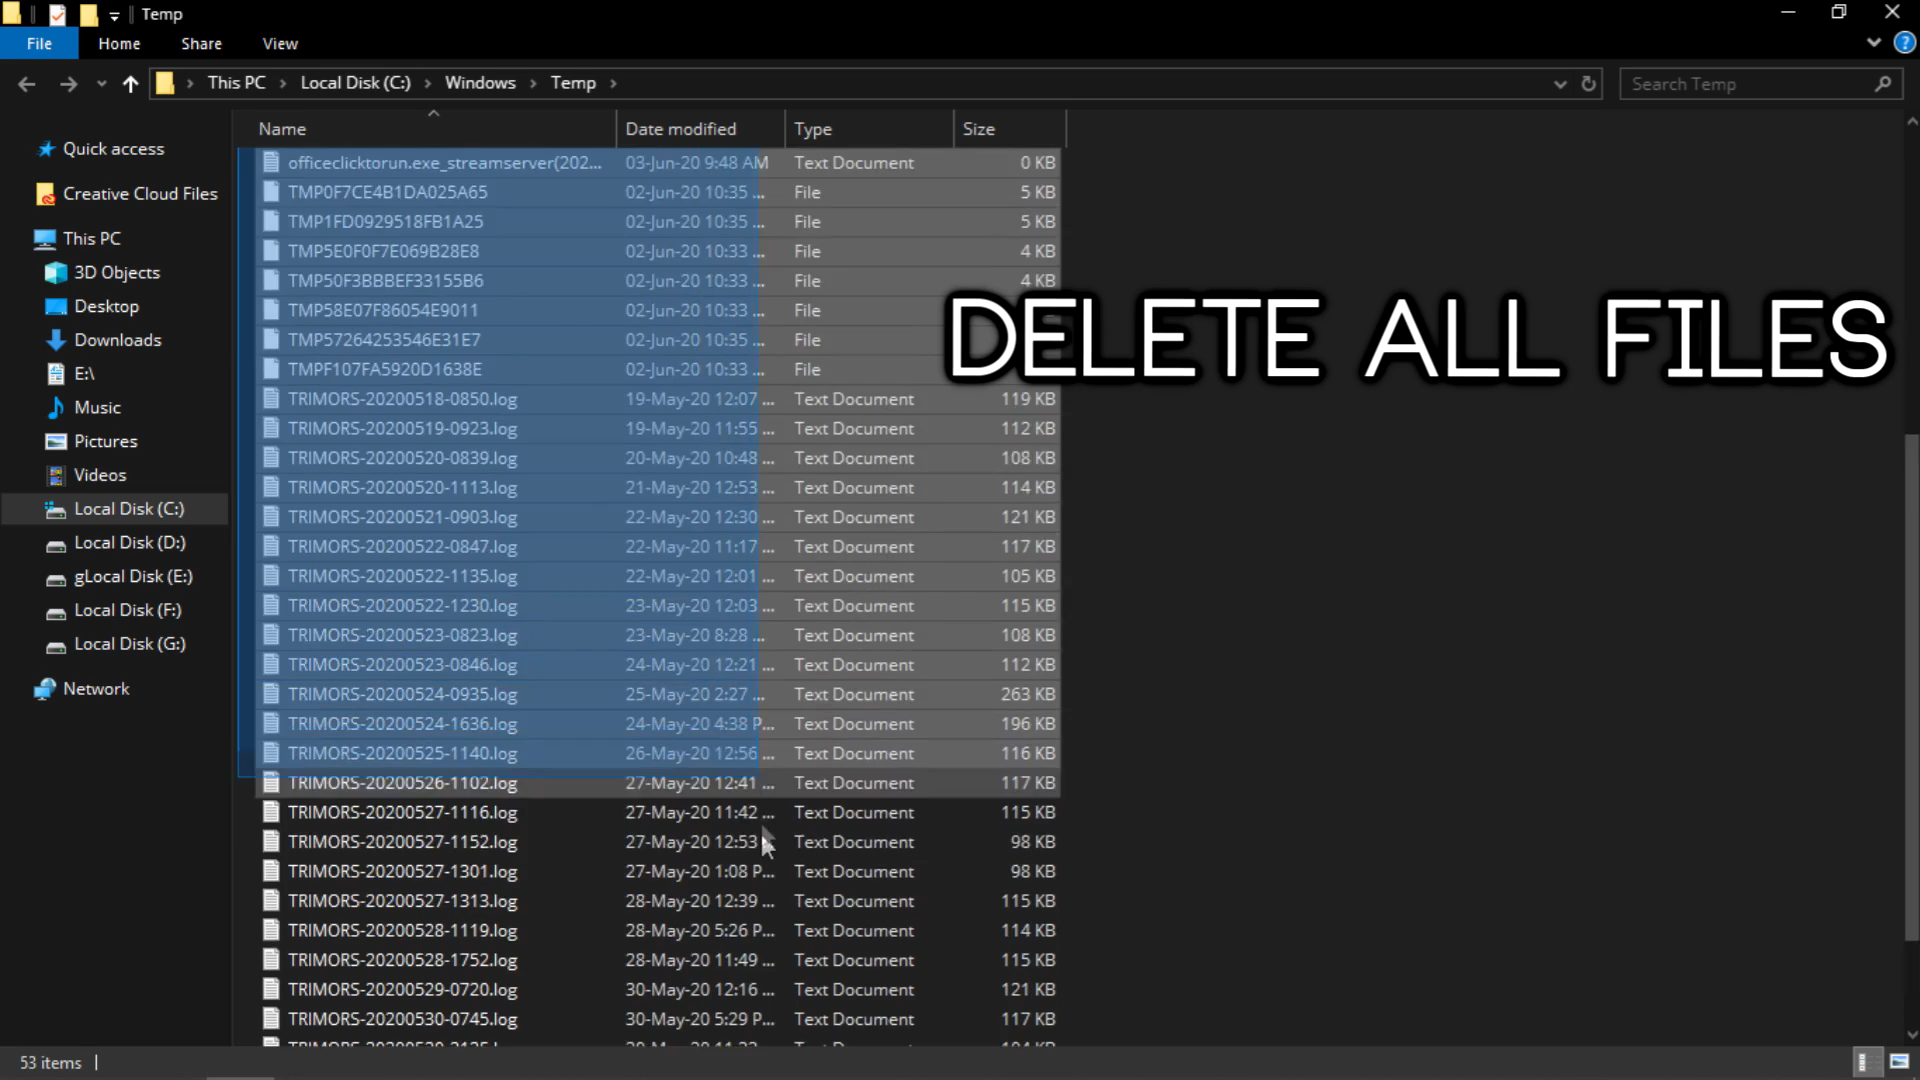 Temp
File Home Share View
This PC Local Disk (C:) Windows Temp Search Temp
Name Date modified Type Size
Quick access
Creative Cloud Files
This PC
3D Objects
Desktop
Downloads
E:\
Music
Pictures
Videos
Local Disk (C:)
Local Disk (D:)
gLocal Disk (E:)
Local Disk (F:)
Local Disk (G:)
Network
officeclicktorun.exe_streamserver(202... 03-Jun-20 9:48 AM Text Document 0 KB
TMP0F7CE4B1DA025A65 02-Jun-20 10:35 ... File 5 KB
TMP1FD0929518FB1A25 02-Jun-20 10:35 ... File 5 KB
TMP5E0F0F7E069B28E8 02-Jun-20 10:33 ... File 4 KB
TMP50F3BBBEF33155B6 02-Jun-20 10:33 ... File 4 KB
TMP58E07F86054E9011 02-Jun-20 10:33 ... File
TMP57264253546E31E7 02-Jun-20 10:35 ... File
TMPF107FA5920D1638E 02-Jun-20 10:33 ... File
DELETE ALL FILES
TRIMORS-20200518-0850.log 19-May-20 12:07 ... Text Document 119 KB
TRIMORS-20200519-0923.log 19-May-20 11:55 ... Text Document 112 KB
TRIMORS-20200520-0839.log 20-May-20 10:48 ... Text Document 108 KB
TRIMORS-20200520-1113.log 21-May-20 12:53 ... Text Document 114 KB
TRIMORS-20200521-0903.log 22-May-20 12:30 ... Text Document 121 KB
TRIMORS-20200522-0847.log 22-May-20 11:17 ... Text Document 117 KB
TRIMORS-20200522-1135.log 22-May-20 12:01 ... Text Document 105 KB
TRIMORS-20200522-1230.log 23-May-20 12:03 ... Text Document 115 KB
TRIMORS-20200523-0823.log 23-May-20 8:28 ... Text Document 108 KB
TRIMORS-20200523-0846.log 24-May-20 12:21 ... Text Document 112 KB
TRIMORS-20200524-0935.log 25-May-20 2:27 ... Text Document 263 KB
TRIMORS-20200524-1636.log 24-May-20 4:38 P... Text Document 196 KB
TRIMORS-20200525-1140.log 26-May-20 12:56 ... Text Document 116 KB
TRIMORS-20200526-1102.log 27-May-20 12:41 ... Text Document 117 KB
TRIMORS-20200527-1116.log 27-May-20 11:42 ... Text Document 115 KB
TRIMORS-20200527-1152.log 27-May-20 12:53 Text Document 98 KB
TRIMORS-20200527-1301.log 27-May-20 1:08 P... Text Document 98 KB
TRIMORS-20200527-1313.log 28-May-20 12:39 ... Text Document 115 KB
TRIMORS-20200528-1119.log 28-May-20 5:26 P... Text Document 114 KB
TRIMORS-20200528-1752.log 28-May-20 11:49 ... Text Document 115 KB
TRIMORS-20200529-0720.log 30-May-20 12:16 ... Text Document 121 KB
TRIMORS-20200530-0745.log 30-May-20 5:29 P... Text Document 117 KB
53 items